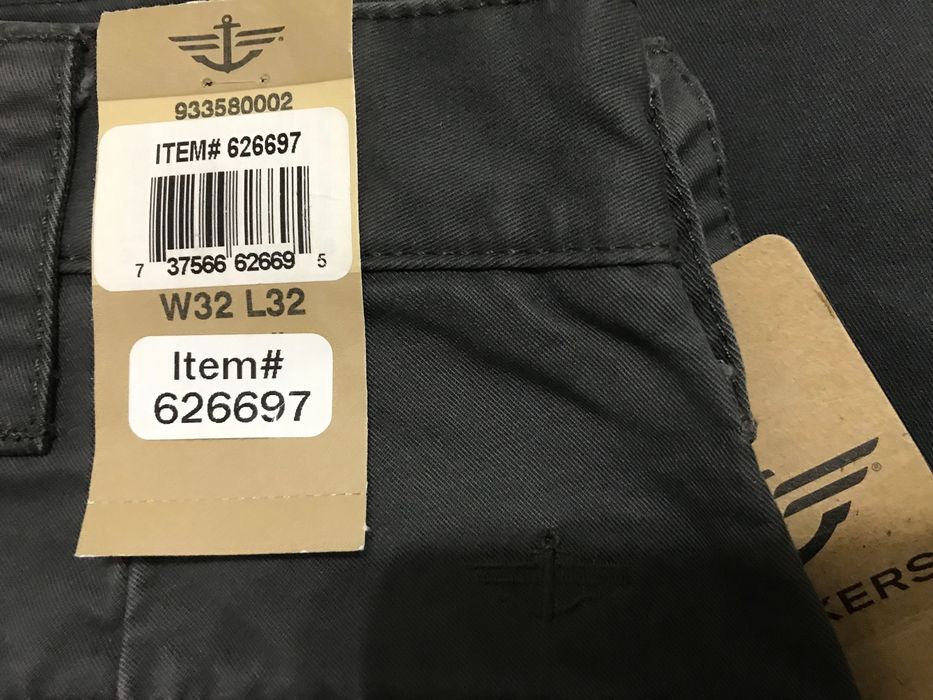 ®
933580002
ITEM# 626697
7 37566 62669 5
W32 L32
Item#
626697
®
KERS